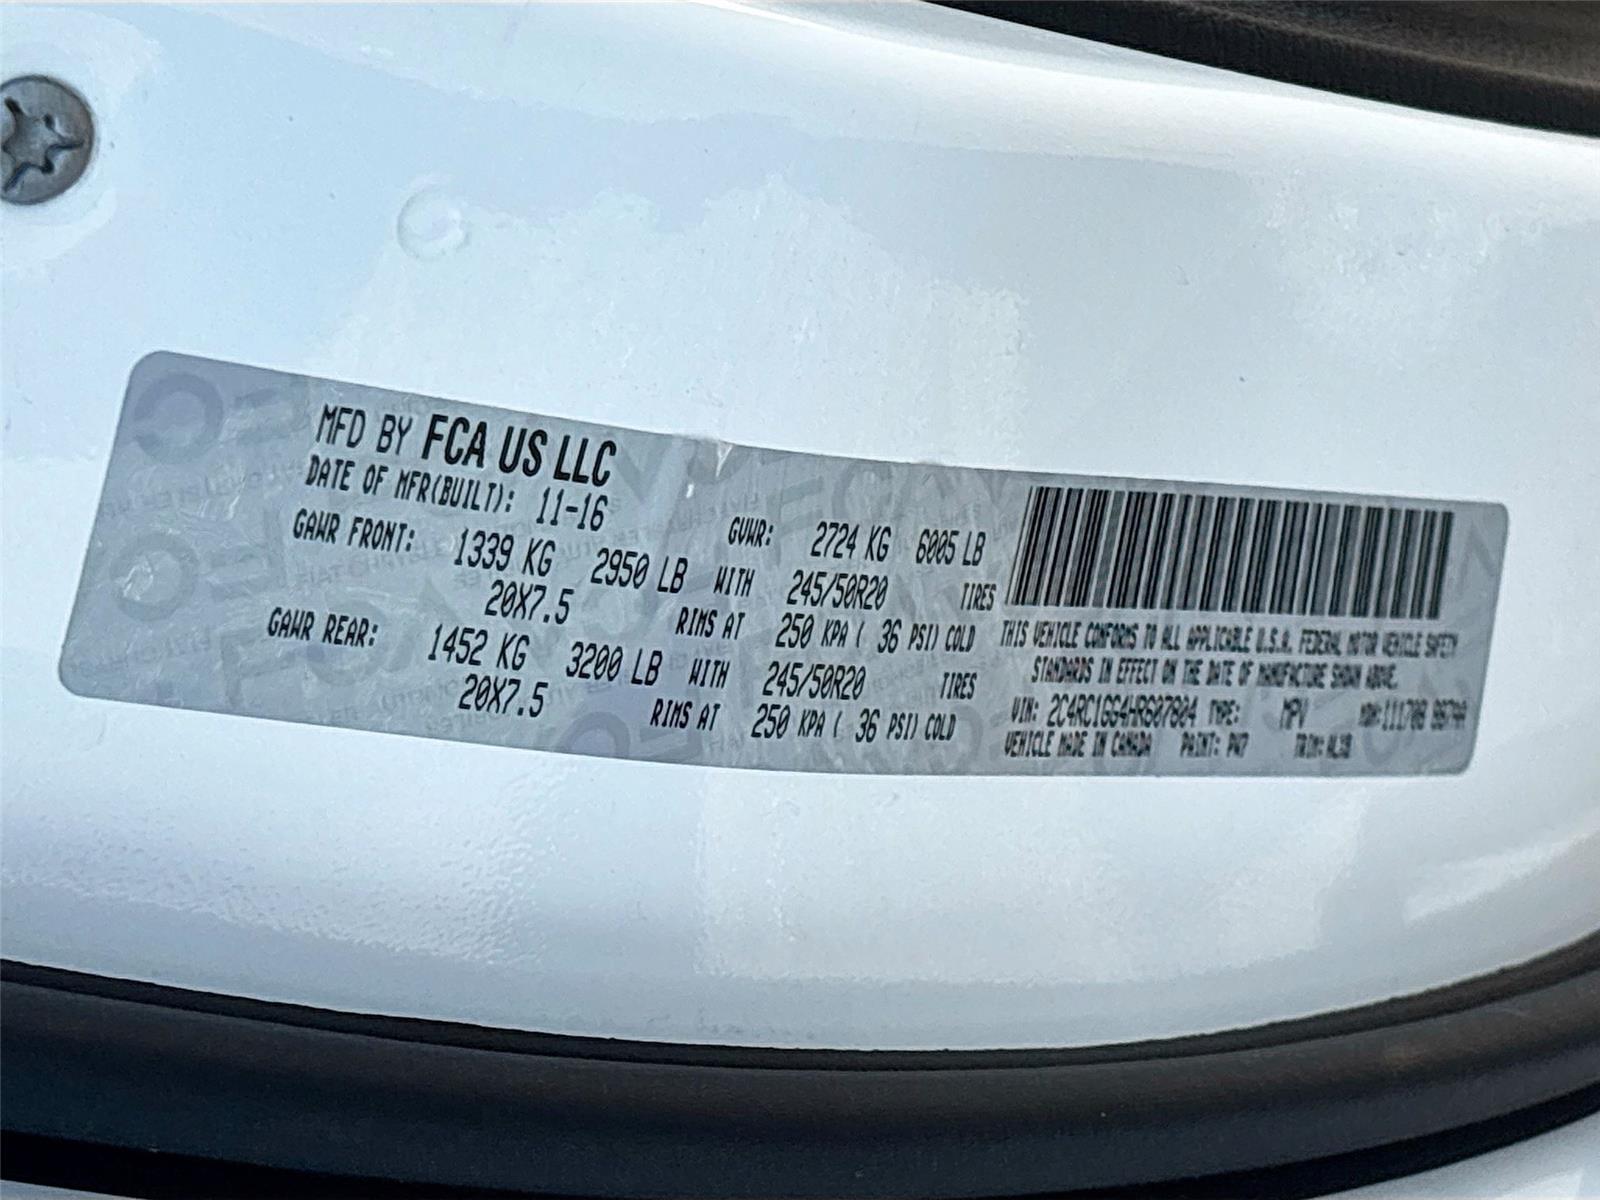 MFD BY FCA US LLC
DATE OF MFR(BUILT): 11-16 GVWR: 2724 KG 6005 LB
GAWR FRONT: 1339 KG 2950 LB WITH 245/50R20 TIRES
20X7.5 RIMS AT 250 KPA ( 36 PSI) COLD
GAWR REAR: 1452 KG 3200 LB WITH 245/50R20 TIRES
20X7.5 RIMS AT 250 KPA ( 36 PSI) COLD
THIS VEHICLE CONFORMS TO ALL APPLICABLE U.S.A. FEDERAL MOTOR VEHICLE SAFETY
STANDARDS IN EFFECT ON THE DATE OF MANUFACTURE SHOWN ABOVE.
VIN: 2C4RC1GG4HR607804 TYPE: MPV MDH:
VEHICLE MADE IN CANADA PAINT: PW7 TRIM: